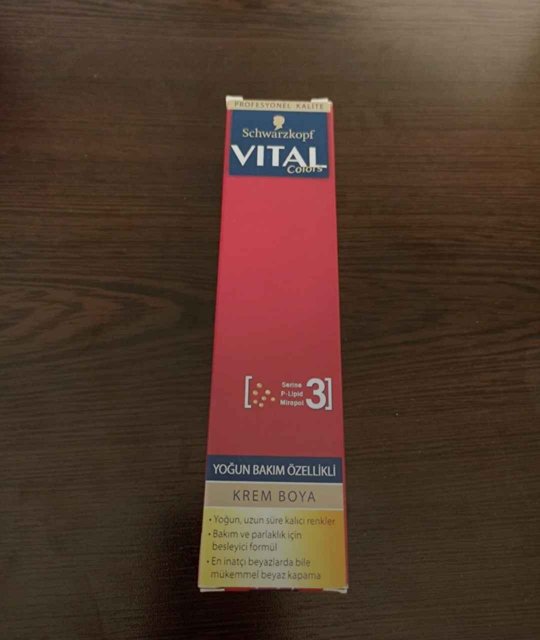 PROFESYONEL KALİTE
Schwarzkopf
VITAL
Colors
Serine
P-Lipid
Mirapol
3
YOĞUN BAKIM ÖZELLİKLİ
KREM BOYA
• Yoğun, uzun süre kalıcı renkler
• Bakım ve parlaklık için
besleyici formül
• En inatçı beyazlarda bile
mükemmel beyaz kapama